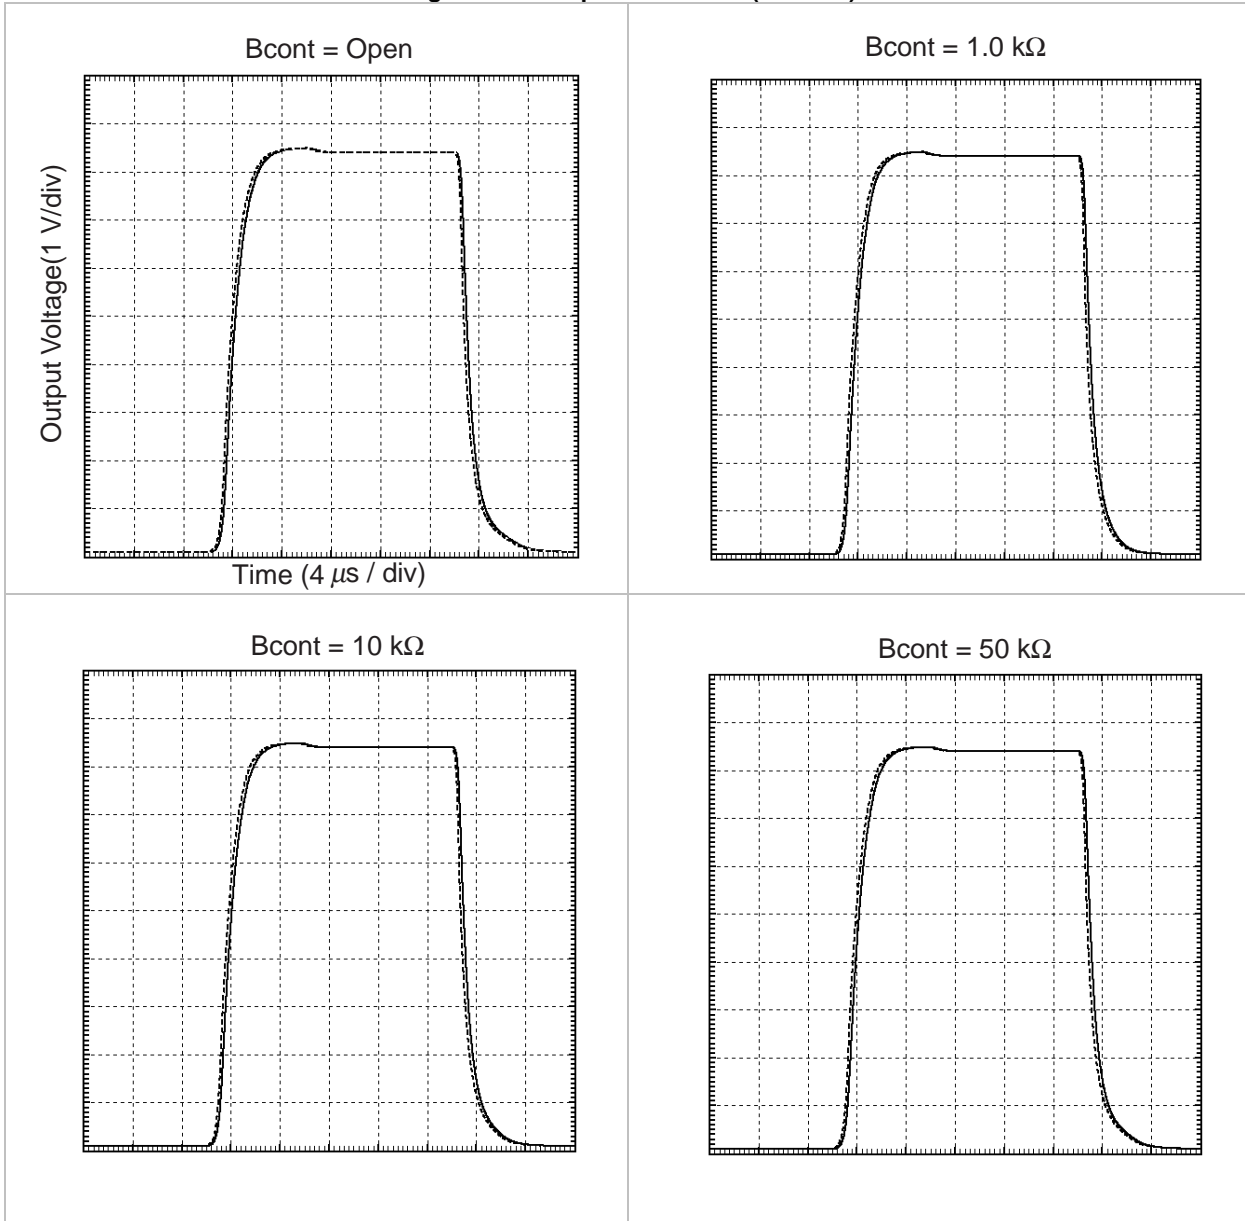 Bcont = Open
Output Voltage(1 V/div)
Time (4 μs / div)
Bcont = 1.0 kΩ
Bcont = 10 kΩ
Bcont = 50 kΩ